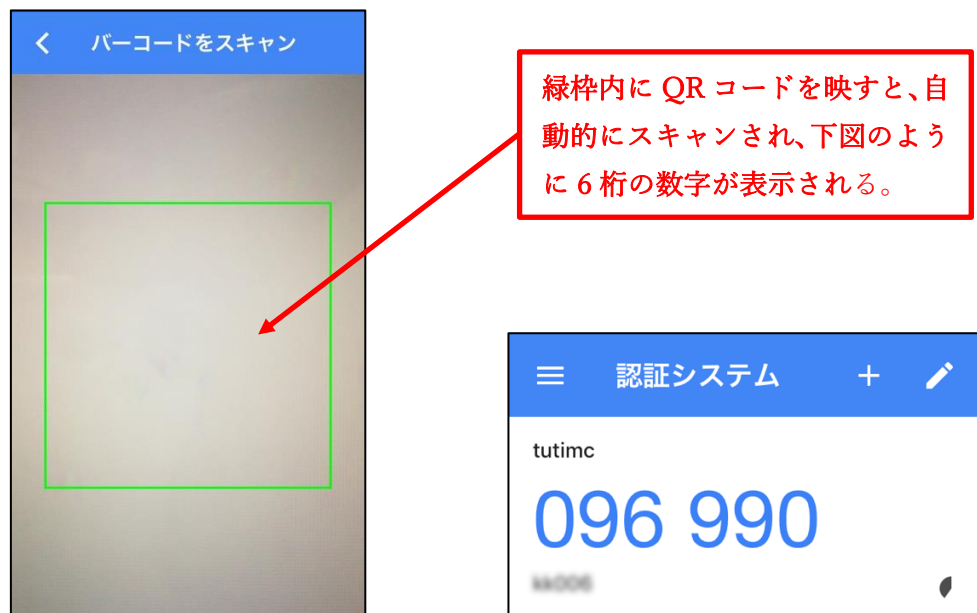 バーコードをスキャン
緑枠内に QR コードを映すと、自
動的にスキャンされ、下図のよう
に 6 桁の数字が表示される。
認証システム
tutimc
096 990
kk006